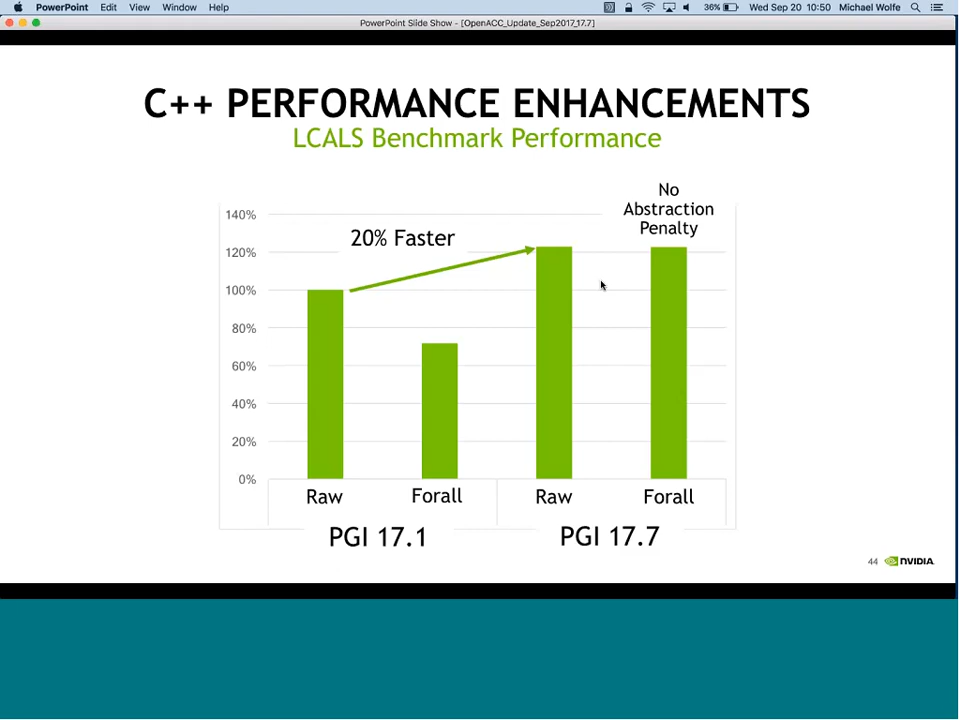 PowerPoint Edit View Window Help 36% Wed Sep 20 10:50 Michael Wolfe
PowerPoint Slide Show - [OpenACC_Update_Sep2017_17.7]
C++ PERFORMANCE ENHANCEMENTS
LCALS Benchmark Performance
No
Abstraction
Penalty
20% Faster
140%
120%
100%
80%
60%
40%
20%
0%
Raw Forall Raw Forall
PGI 17.1 PGI 17.7
44 NVIDIA